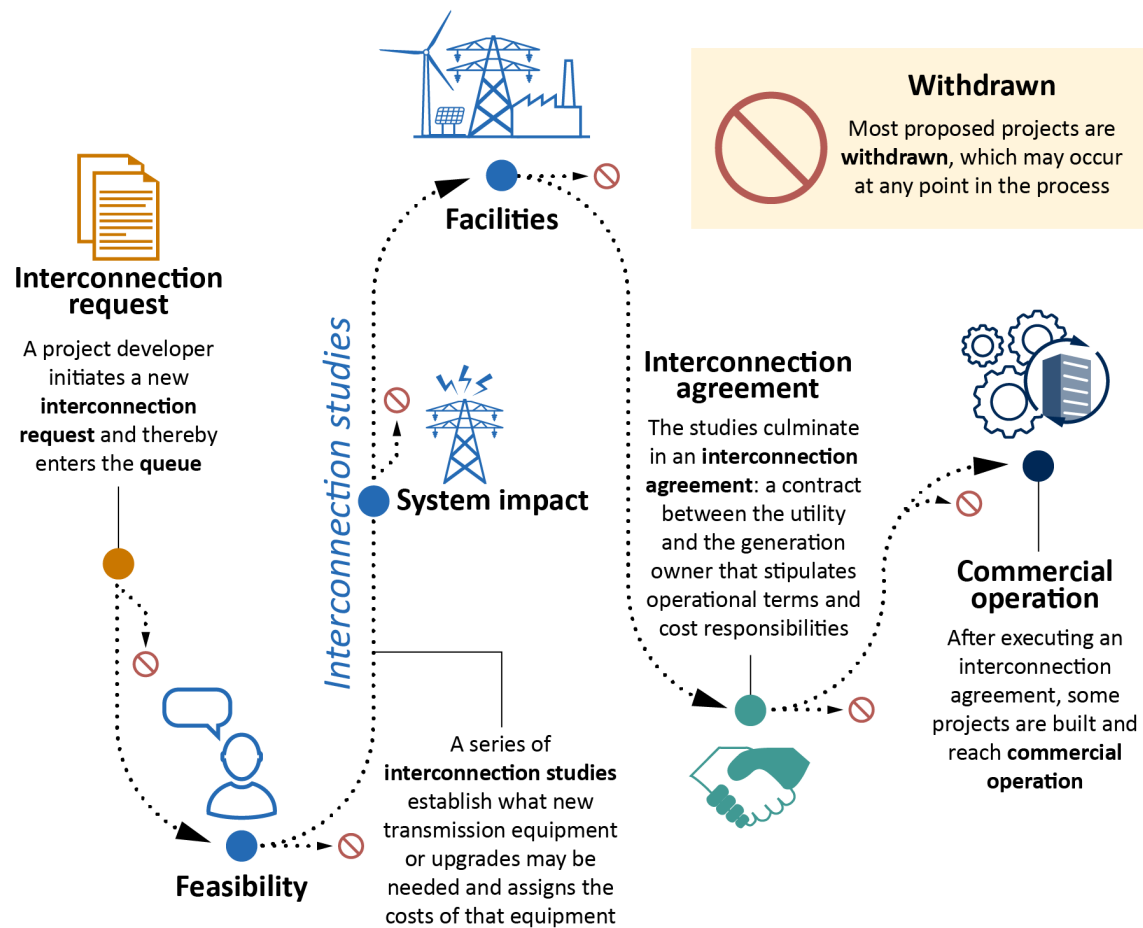 Interconnection
request
A project developer
initiates a new
interconnection
request and thereby
enters the queue
Feasibility
Interconnection studies
A series of
interconnection studies
establish what new
transmission equipment
or upgrades may be
needed and assigns the
costs of that equipment
System impact
Facilities
Withdrawn
Most proposed projects are
withdrawn, which may occur
at any point in the process
Interconnection
agreement
The studies culminate
in an interconnection
agreement: a contract
between the utility
and the generation
owner that stipulates
operational terms and
cost responsibilities
Commercial
operation
After executing an
interconnection
agreement, some
projects are built and
reach commercial
operation